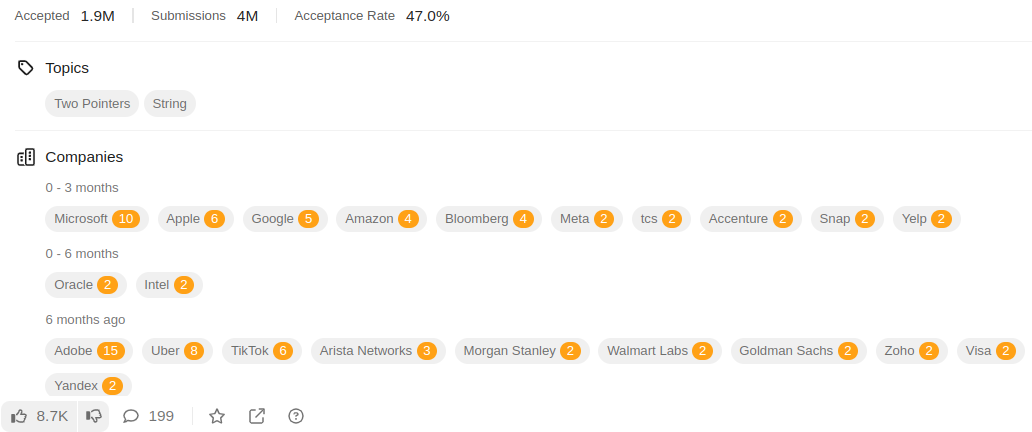 Accepted 1.9M Submissions 4M Acceptance Rate 47.0%
Topics
Two Pointers String
Companies
0 - 3 months
Microsoft 10 Apple 6 Google 5 Amazon 4 Bloomberg 4 Meta 2 tcs 2 Accenture 2 Snap 2 Yelp 2
0 - 6 months
Oracle 2 Intel 2
6 months ago
Adobe 15 Uber 8 TikTok 6 Arista Networks 3 Morgan Stanley 2 Walmart Labs 2 Goldman Sachs 2 Zoho 2 Visa 2
Yandex 2
8.7K 199